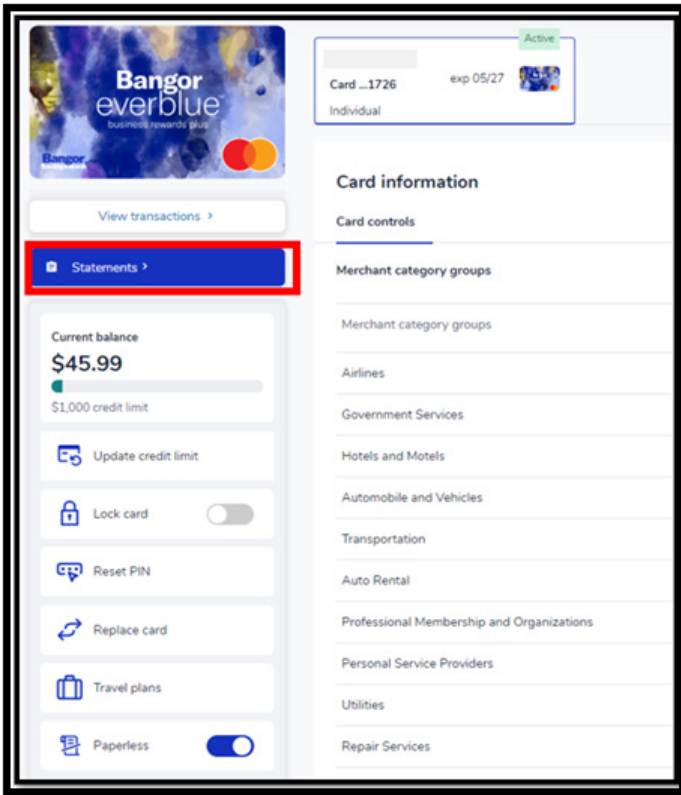 Bangor
everblue™
business rewards plus
Bangor
View transactions >
Statements >
Current balance
$45.99
$1,000 credit limit
Update credit limit
Lock card
Reset PIN
Replace card
Travel plans
Paperless
Active
Card ...1726
exp 05/27
Individual
Card information
Card controls
Merchant category groups
Merchant category groups
Airlines
Government Services
Hotels and Motels
Automobile and Vehicles
Transportation
Auto Rental
Professional Membership and Organizations
Personal Service Providers
Utilities
Repair Services